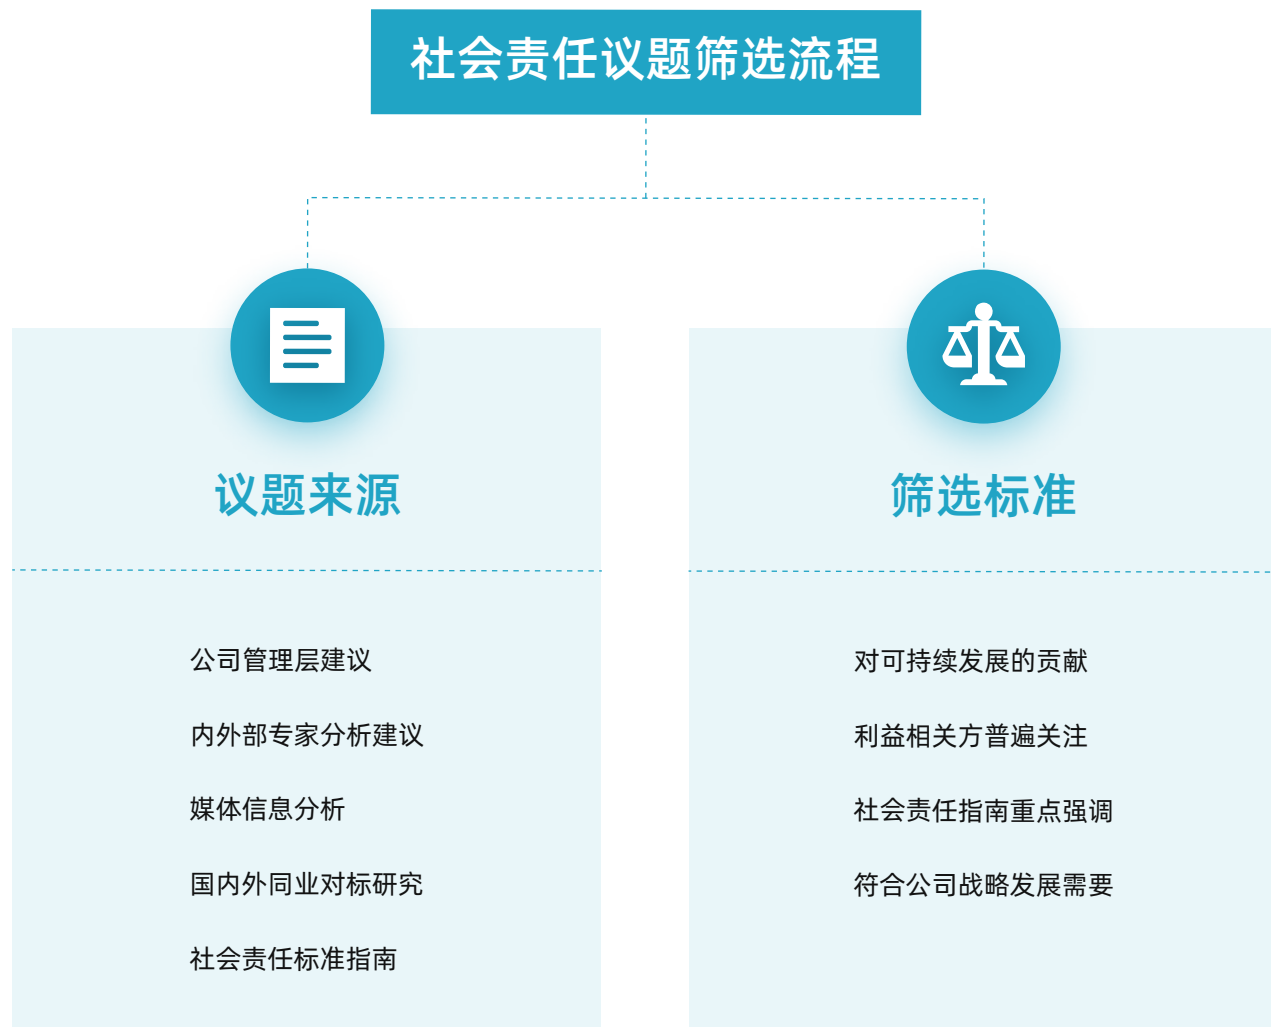 社会责任议题筛选流程
议题来源
公司管理层建议
内外部专家分析建议
媒体信息分析
国内外同业对标研究
社会责任标准指南
筛选标准
对可持续发展的贡献
利益相关方普遍关注
社会责任指南重点强调
符合公司战略发展需要